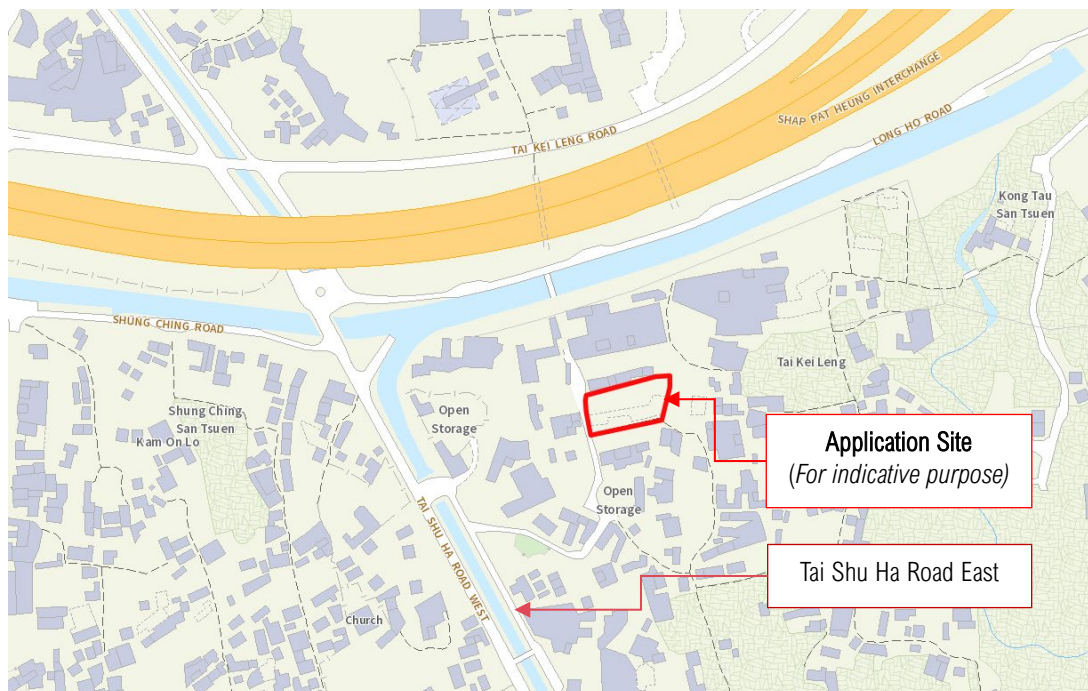 SHAP PAT HEUNG INTERCHANGE
TAI KEI LENG ROAD
LONG HO ROAD
Kong Tau
San Tsuen
SHUNG CHING ROAD
Tai Kei Leng
Shung Ching
San Tsuen
Kam On Lo
Open
Storage
Application Site
(For indicative purpose)
Open
Storage
TAI SHU HA ROAD WEST
Tai Shu Ha Road East
Church